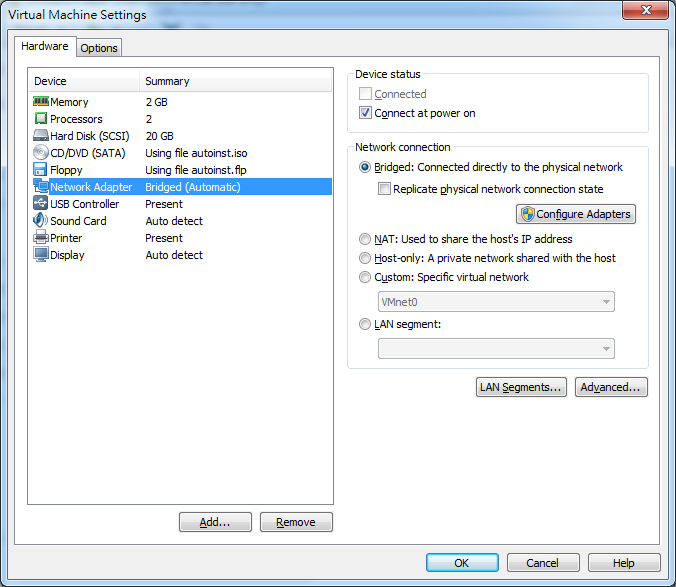 Virtual Machine Settings
Hardware
Options
Device Summary
Memory 2 GB
Processors 2
Hard Disk (SCSI) 20 GB
CD/DVD (SATA) Using file autoinst.iso
Floppy Using file autoinst.flp
Network Adapter Bridged (Automatic)
USB Controller Present
Sound Card Auto detect
Printer Present
Display Auto detect
Add...
Remove
Device status
Connected
Connect at power on
Network connection
Bridged: Connected directly to the physical network
Replicate physical network connection state
Configure Adapters
NAT: Used to share the host's IP address
Host-only: A private network shared with the host
Custom: Specific virtual network
VMnet0
LAN segment:
LAN Segments...
Advanced...
OK
Cancel
Help